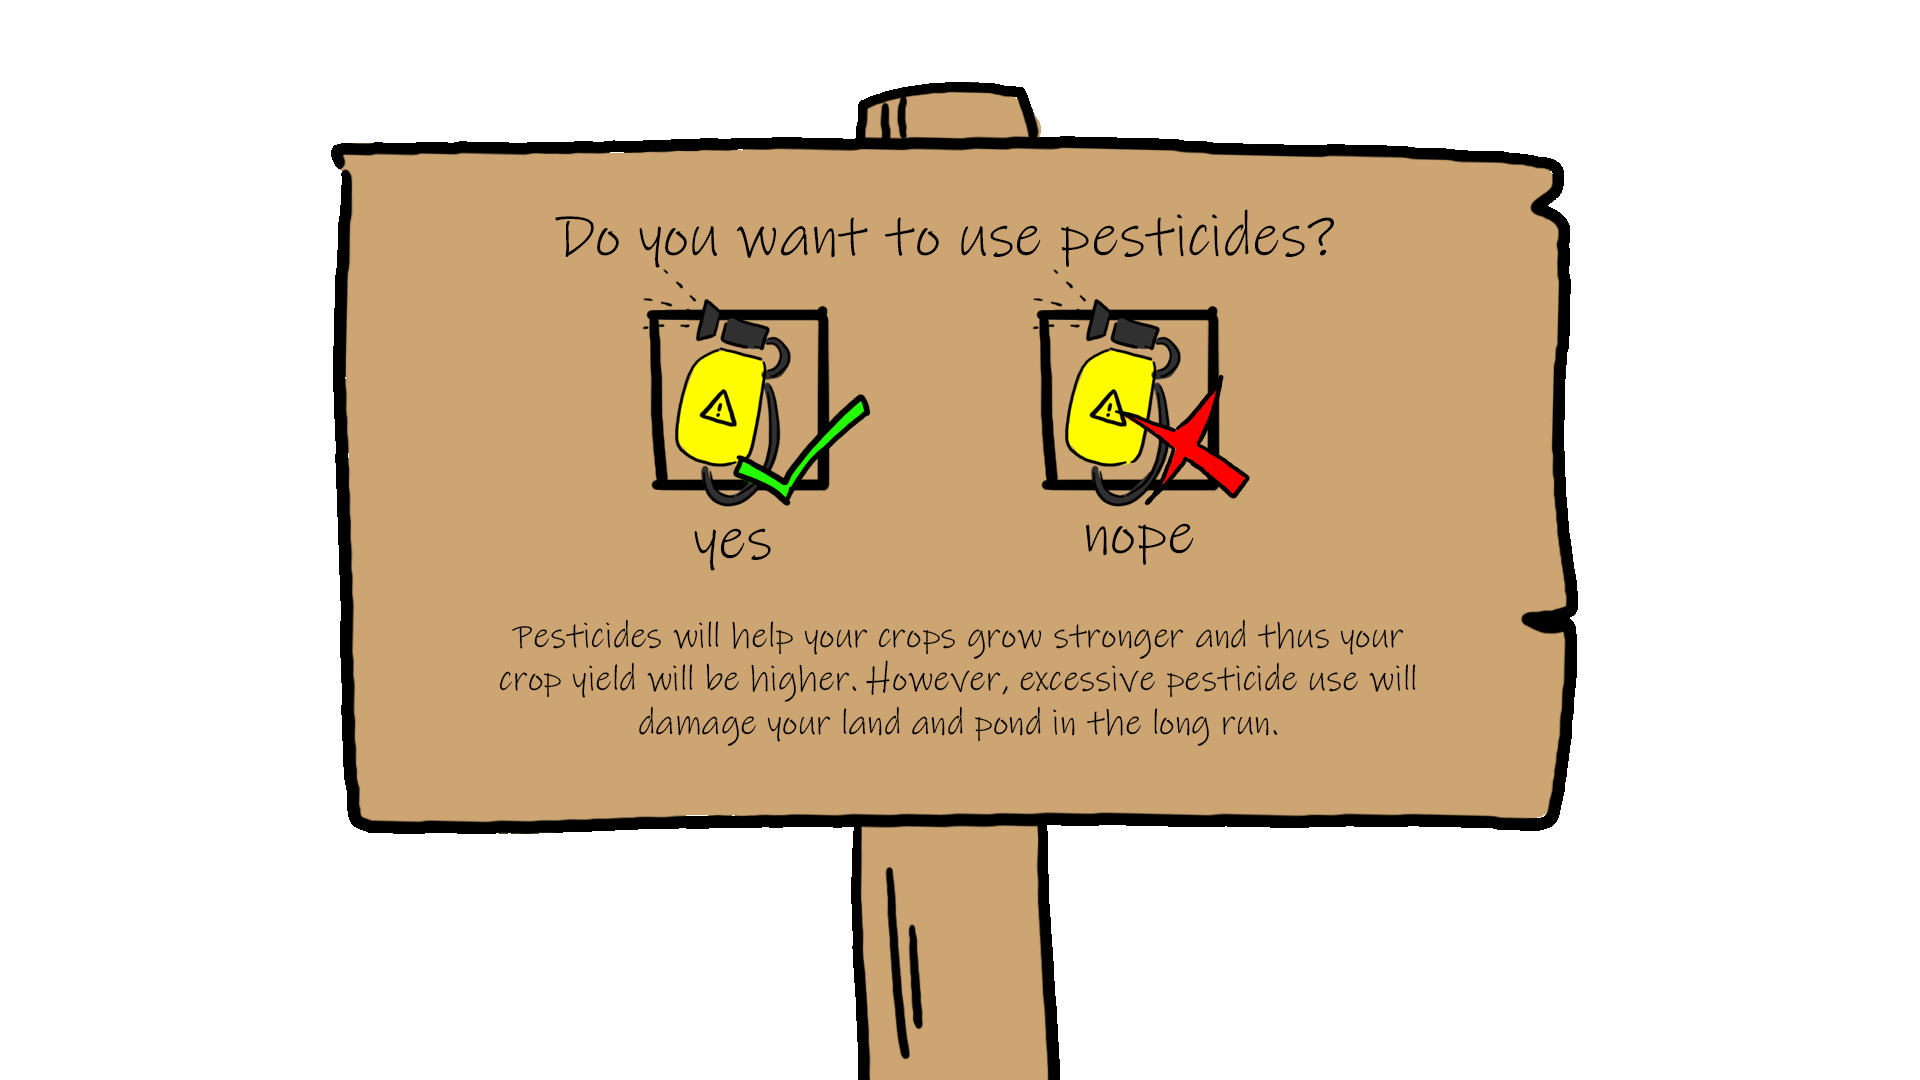 Do you want to use pesticides?
yes
nope
Pesticides will help your crops grow stronger and thus your
crop yield will be higher. However, excessive pesticide use will
damage your land and pond in the long run.